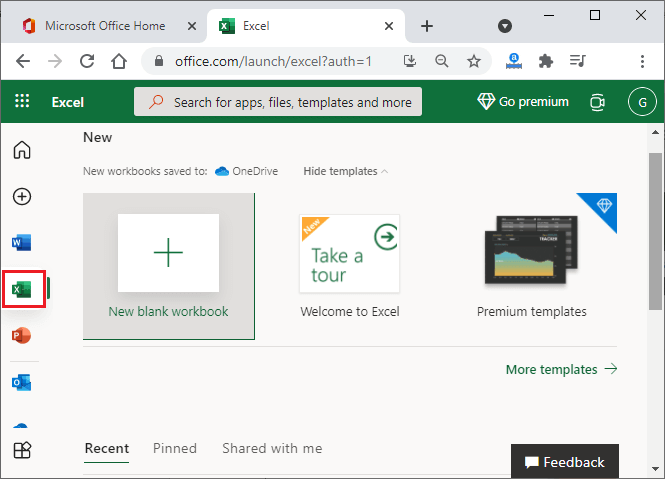 Microsoft Office Home
Excel
office.com/launch/excel?auth=1
a
Excel
Search for apps, files, templates and more
Go premium
G
New
New workbooks saved to: OneDrive
Hide templates
New
Take a
tour
TRACKER
New blank workbook
Welcome to Excel
Premium templates
W
X
P
O
More templates
Recent
Pinned
Shared with me
Feedback